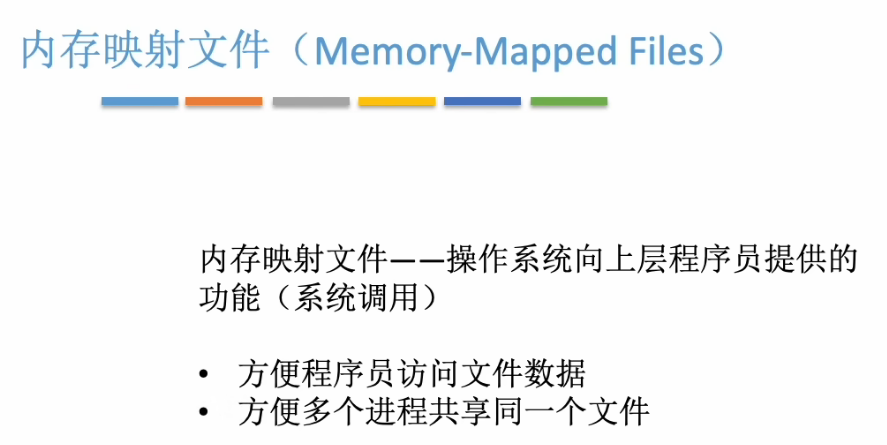 内存映射文件（Memory-Mapped Files）
内存映射文件——操作系统向上层程序员提供的
功能（系统调用）
• 方便程序员访问文件数据
• 方便多个进程共享同一个文件